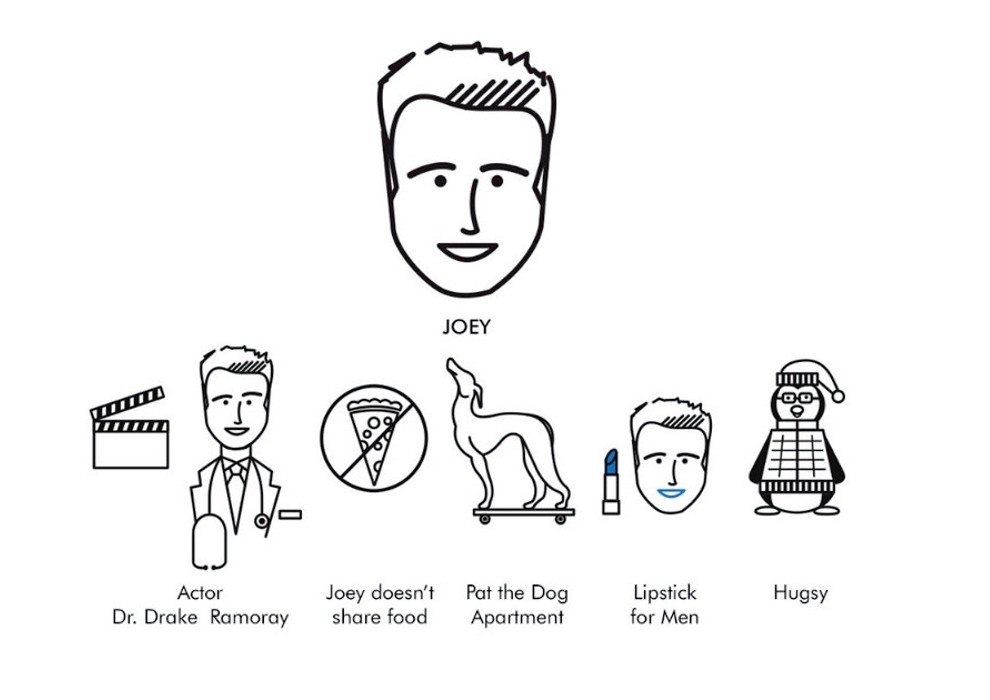 JOEY
Actor
Dr. Drake Ramoray
Joey doesn't
share food
Pat the Dog
Apartment
Lipstick
for Men
Hugsy